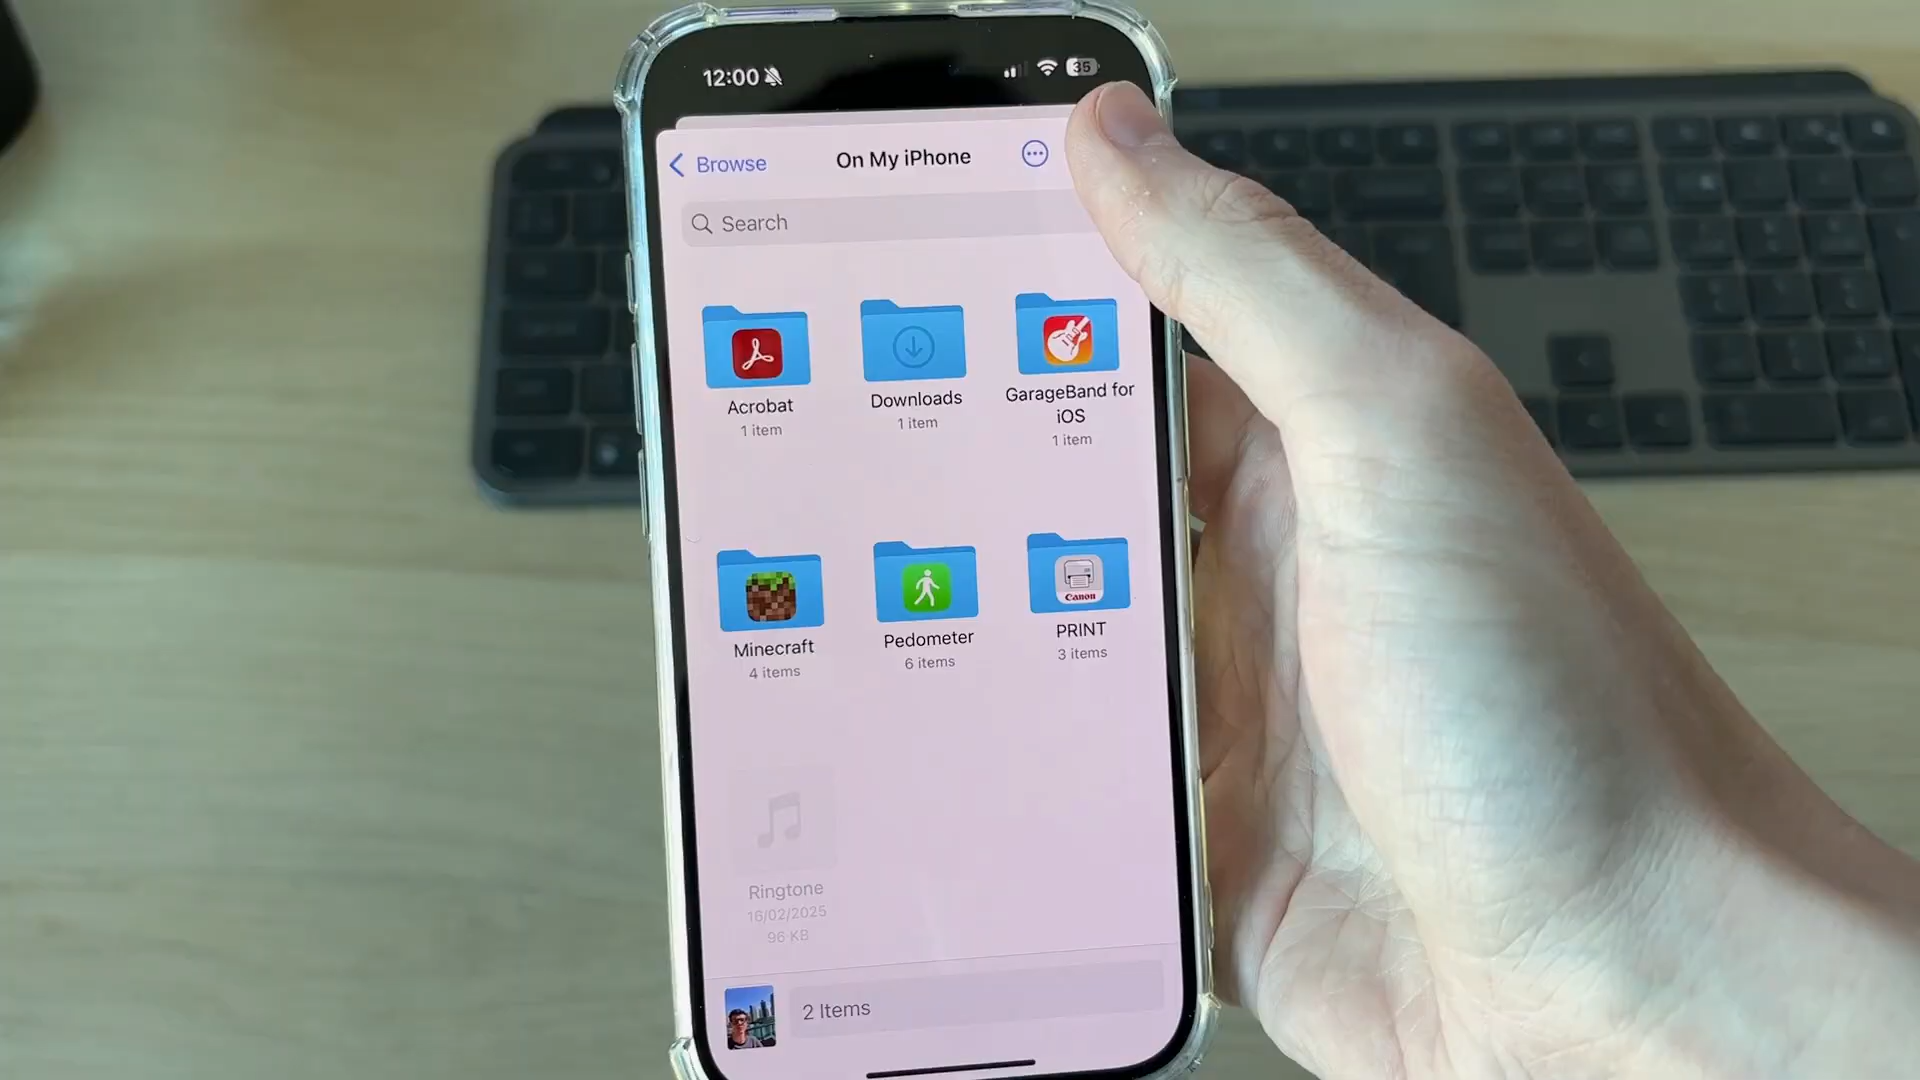 12:00
35
Browse
On My iPhone
Search
Acrobat
1 item
Downloads
1 item
GarageBand for
iOS
1 item
Minecraft
4 items
Pedometer
6 items
Canon
PRINT
3 items
Ringtone
16/02/2025
96 KB
2 Items